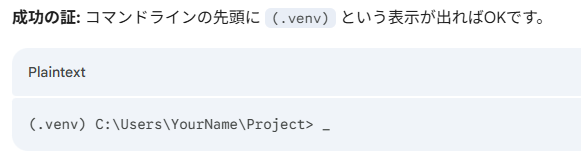 成功の証: コマンドラインの先頭に (.venv) という表示が出ればOKです。
Plaintext
(.venv) C:\Users\YourName\Project> _